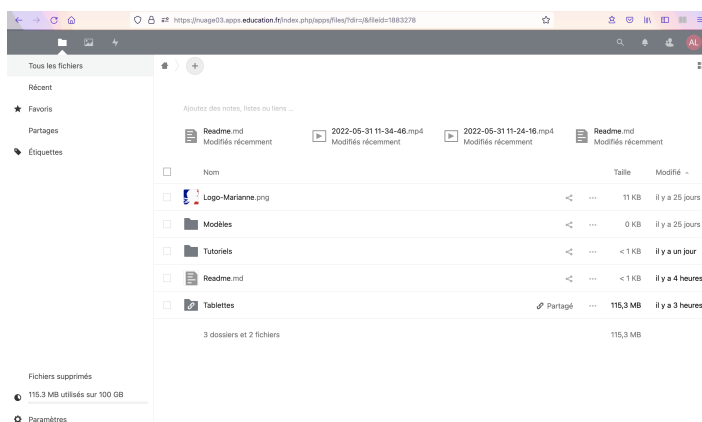 https://nuage03.apps.education.fr/index.php/apps/files/?dir=/&fileid=1883278
AL
Tous les fichiers
Récent
Favoris
Partages
Étiquettes
Ajoutez des notes, listes ou liens ...
Readme.md
Modifiés récemment
2022-05-31 11-34-46.mp4
Modifiés récemment
2022-05-31 11-24-16.mp4
Modifiés récemment
Readme.md
Modifiés récemment
Nom Taille Modifié
Logo-Marianne.png 11 KB il y a 25 jours
Modèles 0 KB il y a 25 jours
Tutoriels < 1 KB il y a un jour
Readme.md < 1 KB il y a 4 heures
Tablettes Partagé 115,3 MB il y a 3 heures
3 dossiers et 2 fichiers 115,3 MB
Fichiers supprimés
115.3 MB utilisés sur 100 GB
Paramètres